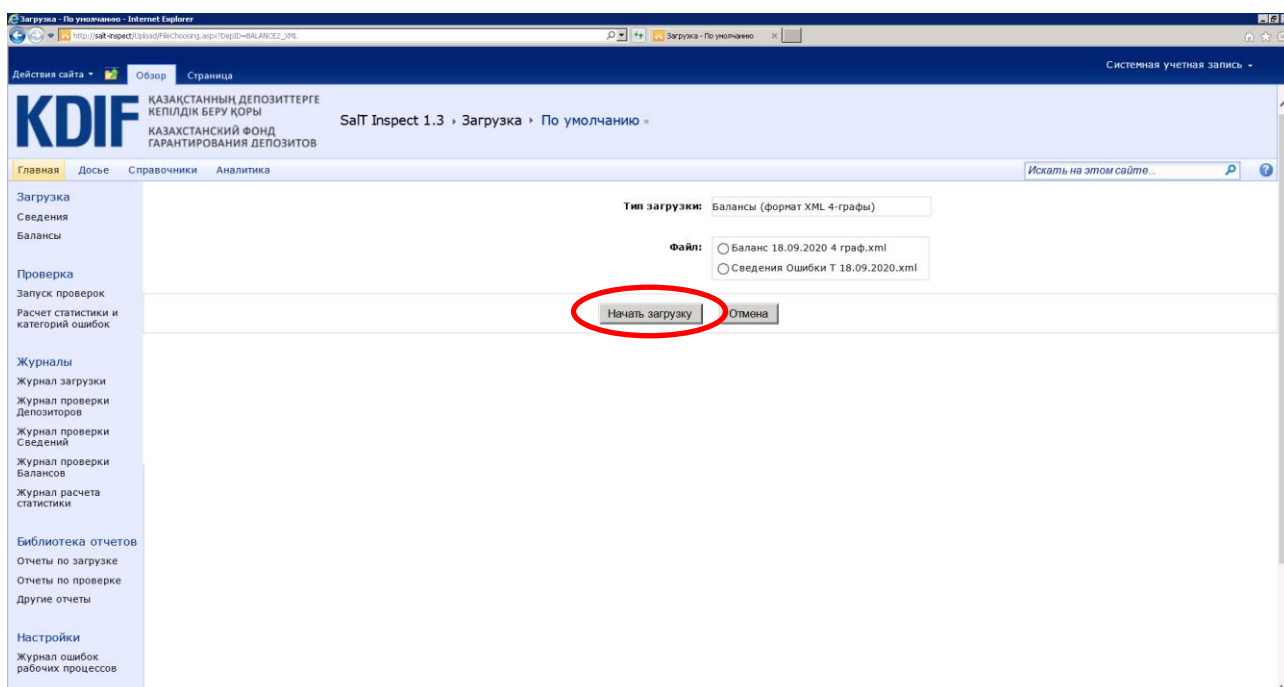 Загрузка - По умолчанию - Internet Explorer
http://salt-inspect/Upload/FileChoosing.aspx?DepID=BALANCE2_XML
Загрузка - По умолчанию
Действия сайта
Обзор
Страница
Системная учетная запись
KDIF
ҚАЗАҚСТАННЫҢ ДЕПОЗИТТЕРГЕ
КЕПІЛДІК БЕРУ ҚОРЫ
КАЗАХСТАНСКИЙ ФОНД
ГАРАНТИРОВАНИЯ ДЕПОЗИТОВ
SalT Inspect 1.3 Загрузка По умолчанию
Главная Досье Справочники Аналитика
Искать на этом сайте...
Загрузка
Сведения
Балансы
Проверка
Запуск проверок
Расчет статистики и
категорий ошибок
Журналы
Журнал загрузки
Журнал проверки
Депозиторов
Журнал проверки
Сведений
Журнал проверки
Балансов
Журнал расчета
статистики
Библиотека отчетов
Отчеты по загрузке
Отчеты по проверке
Другие отчеты
Настройки
Журнал ошибок
рабочих процессов
Тип загрузки: Балансы (формат XML 4-графы)
Файл: Баланс 18.09.2020 4 граф.xml
Сведения Ошибки Т 18.09.2020.xml
Начать загрузку Отмена